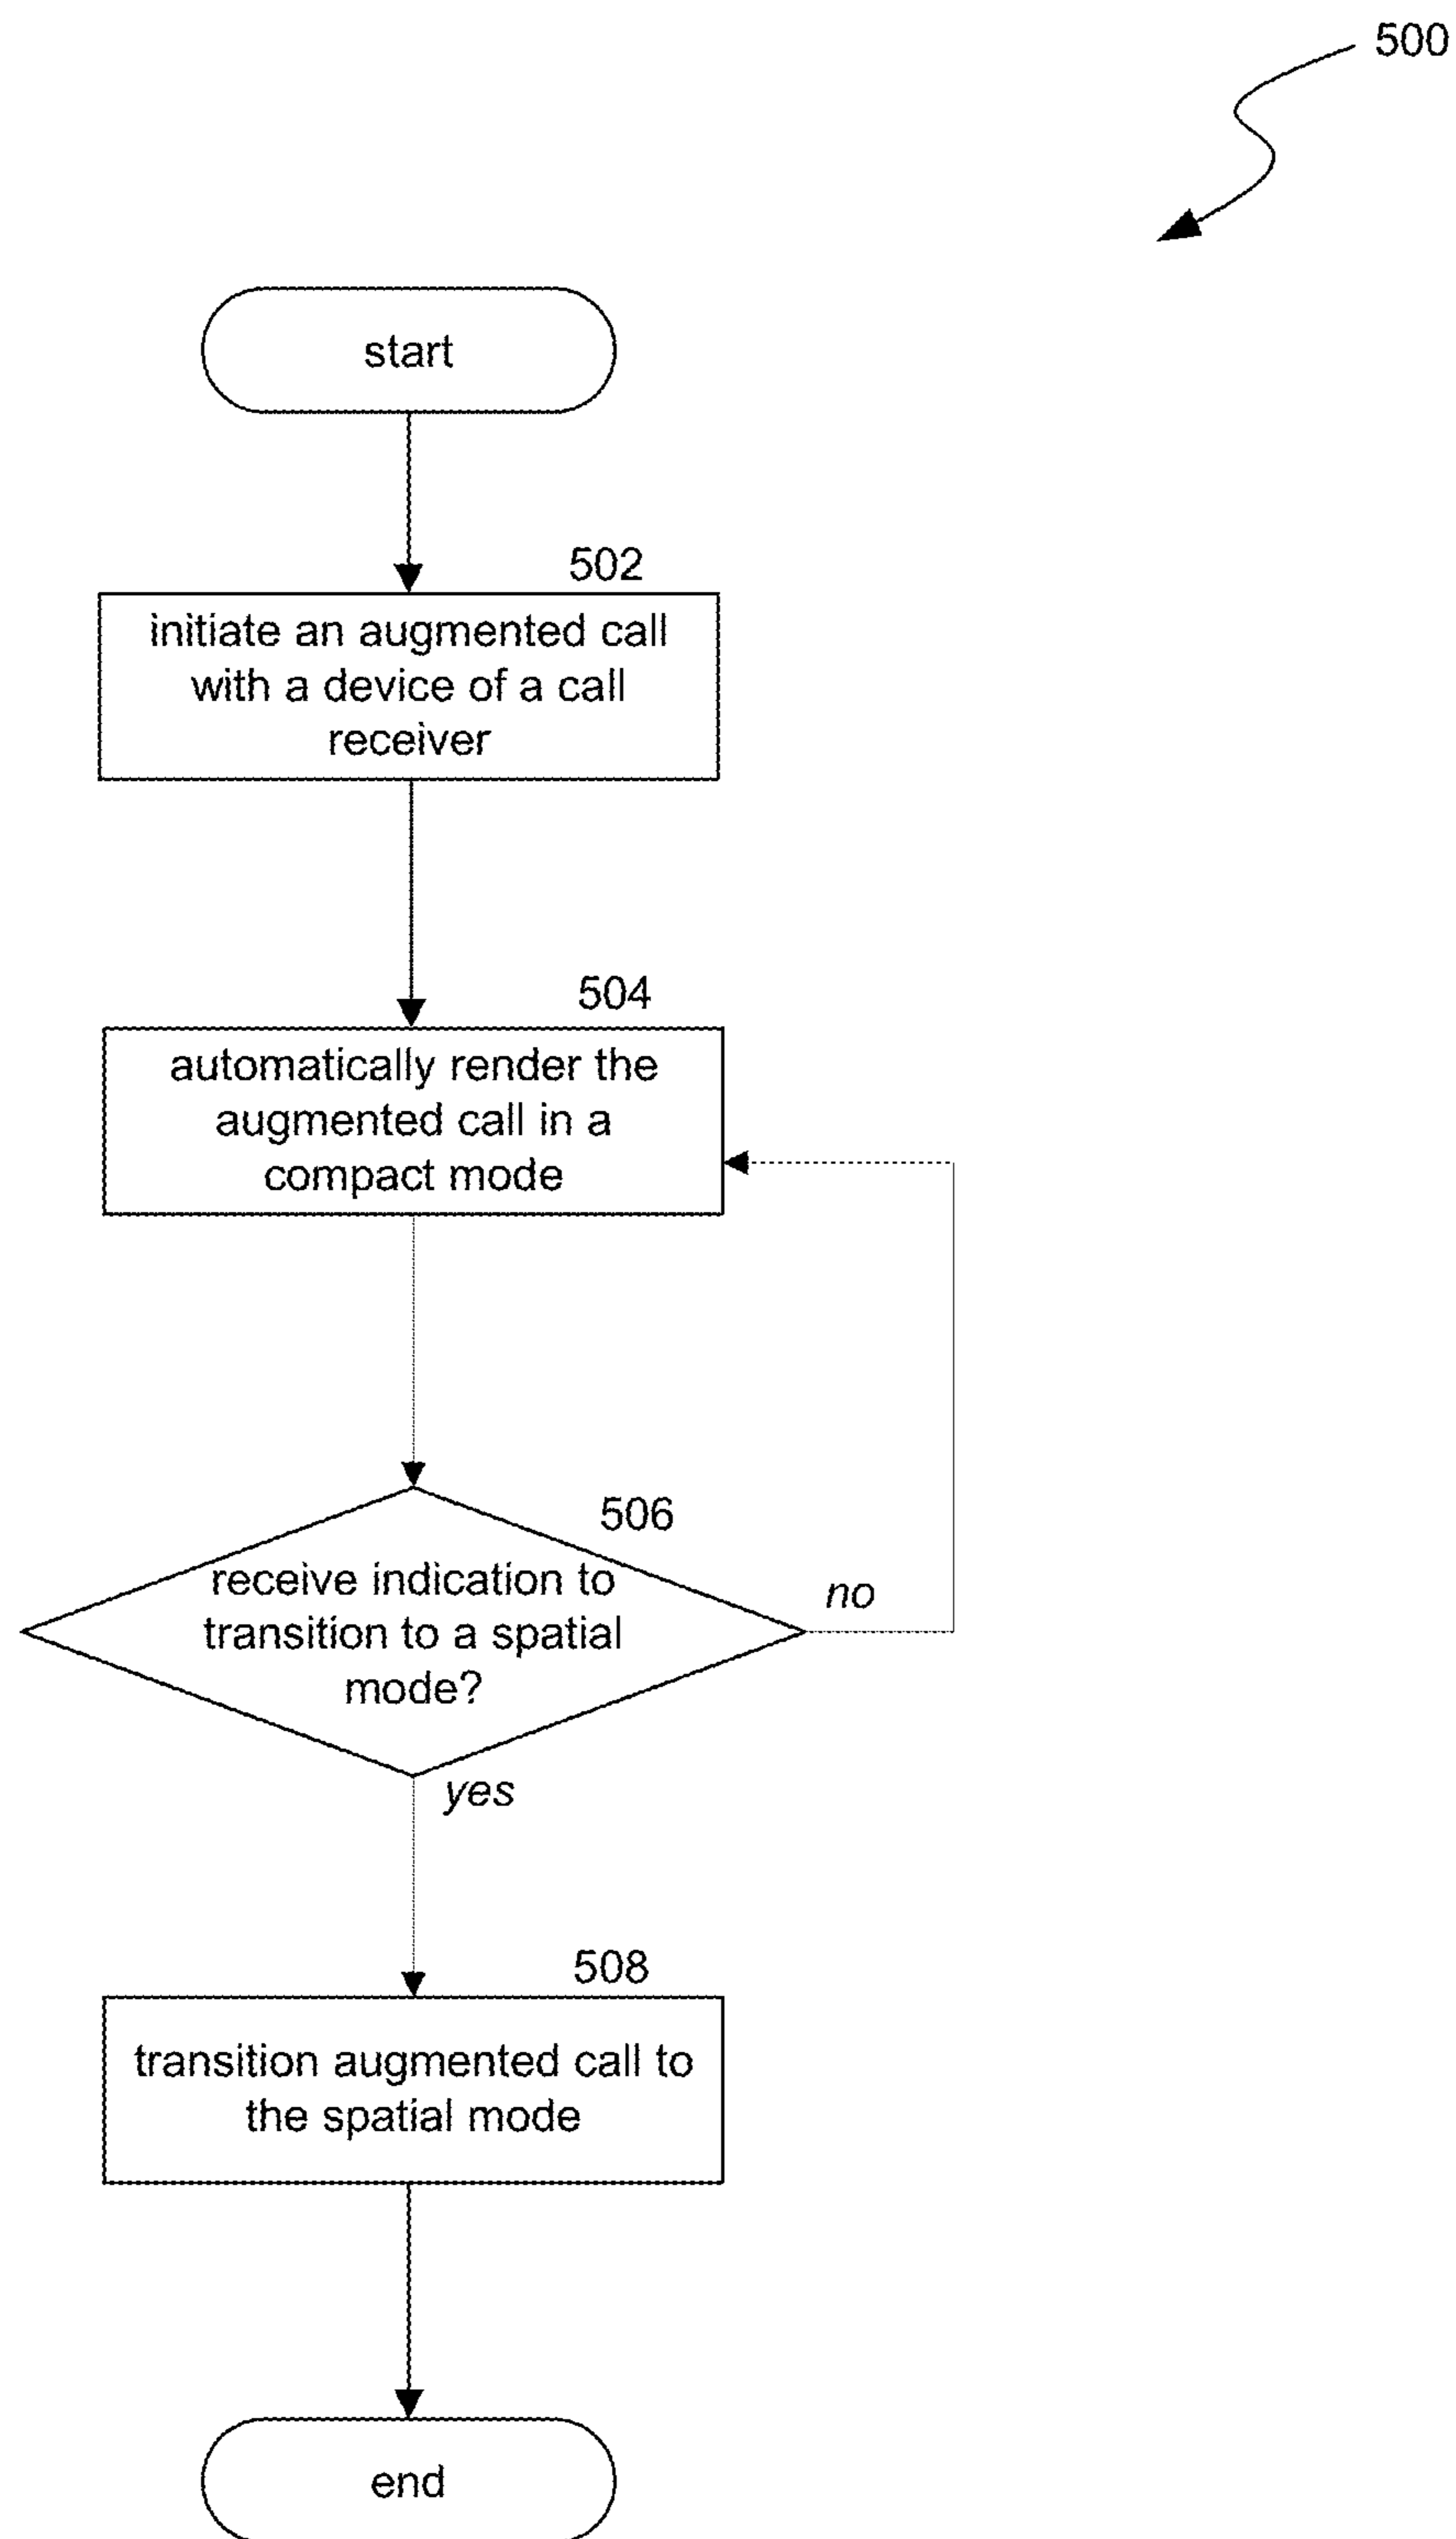 500
start
502
initiate an augmented call
with a device of a call
receiver
504
automatically render the
augmented call in a
compact mode
506
receive indication to
transition to a spatial
mode?
no
yes
508
transition augmented call to
the spatial mode
end